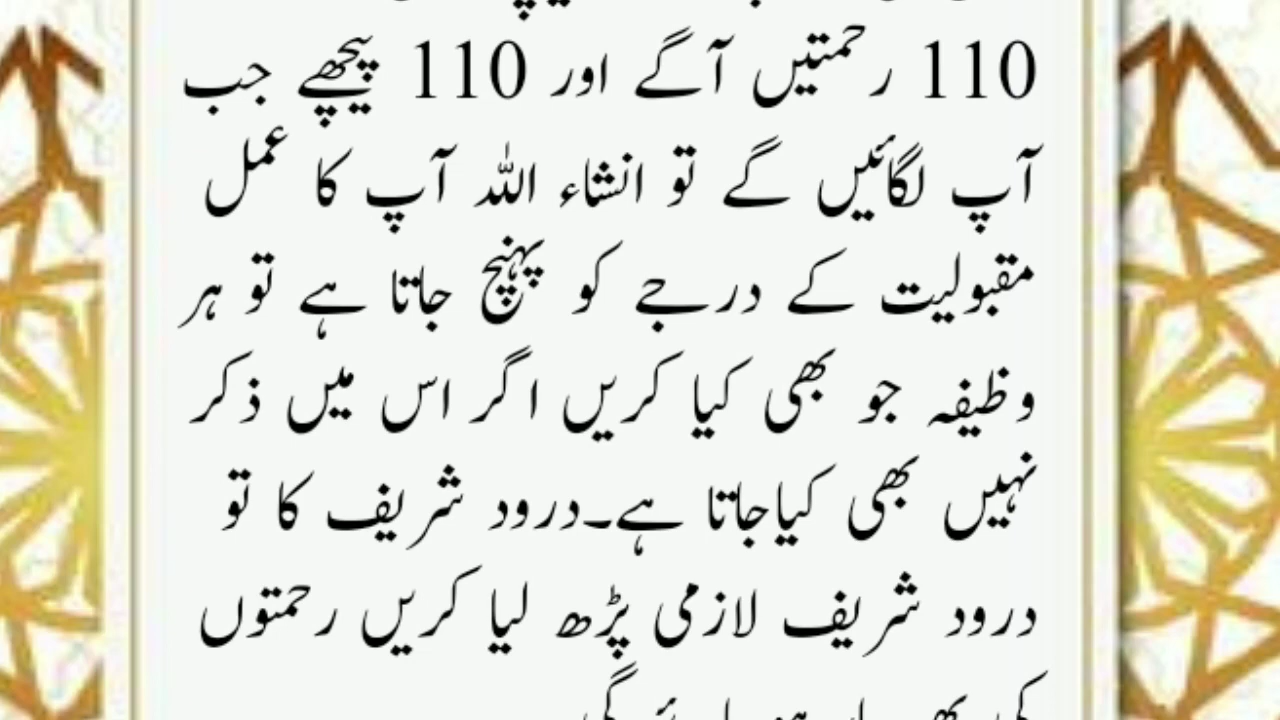 110 رحمتیں آگے اور 110 پیچھے جب
آپ لگائیں گے تو انشاء اللہ آپ کا عمل
مقبولیت کے درجے کو پہنچ جاتا ہے تو ہر
وظیفہ جو بھی کیا کریں اگر اس میں ذکر
نہیں بھی کیاجاتا ہے۔درود شریف کا تو
درود شریف لازمی پڑھ لیا کریں رحمتوں